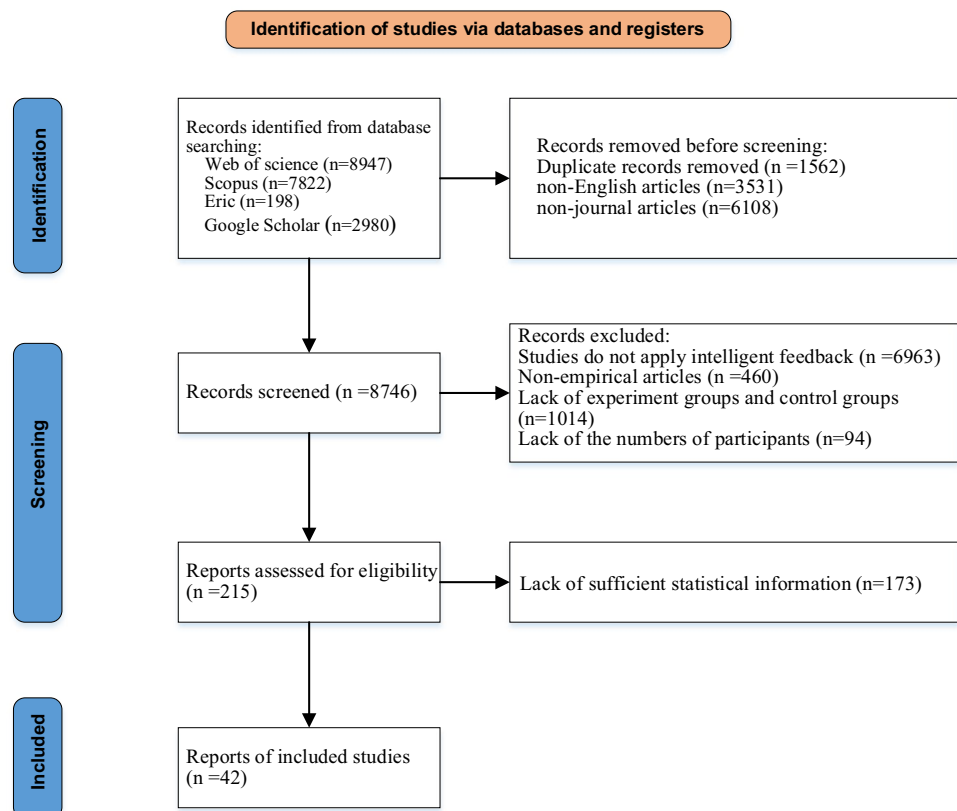 Identification of studies via databases and registers
Identification
Records identified from database
searching:
Web of science (n=8947)
Scopus (n=7822)
Eric (n=198)
Google Scholar (n=2980)
Records removed before screening:
Duplicate records removed (n =1562)
non-English articles (n=3531)
non-journal articles (n=6108)
Screening
Records screened (n =8746)
Records excluded:
Studies do not apply intelligent feedback (n =6963)
Non-empirical articles (n =460)
Lack of experiment groups and control groups
(n=1014)
Lack of the numbers of participants (n=94)
Reports assessed for eligibility
(n =215)
Lack of sufficient statistical information (n=173)
Included
Reports of included studies
(n =42)